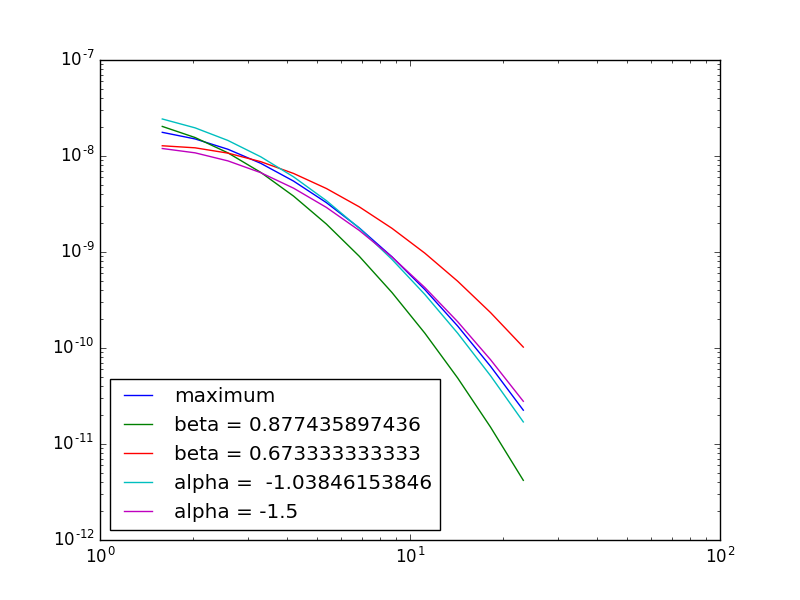 10^-7
10^-8
10^-9
10^-10
10^-11
10^-12
maximum
beta = 0.877435897436
beta = 0.673333333333
alpha =  -1.03846153846
alpha = -1.5
10^0 10^1 10^2